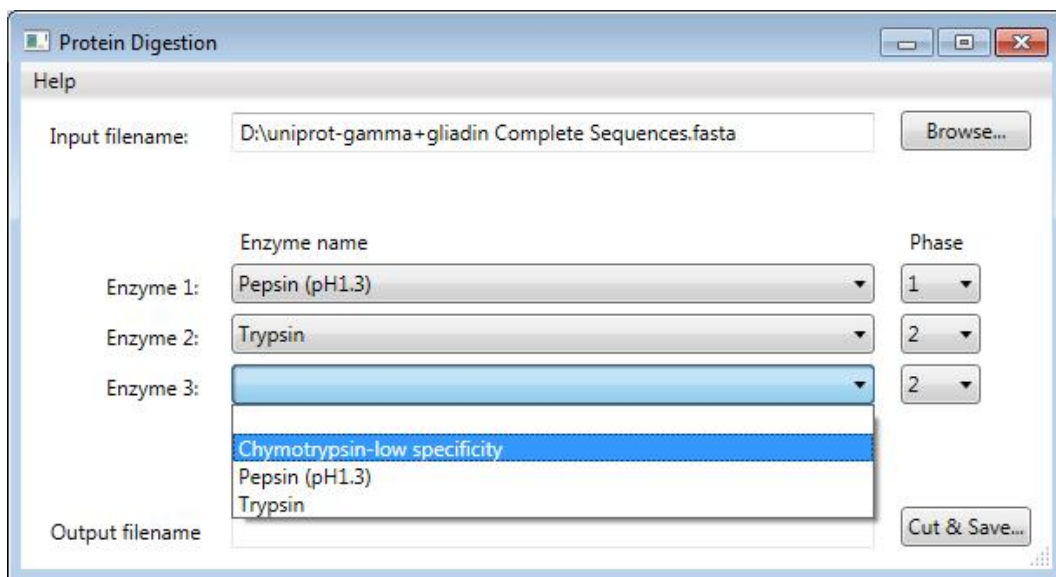 Protein Digestion
Help
Input filename: D:\uniprot-gamma+gliadin Complete Sequences.fasta Browse...
Enzyme name Phase
Enzyme 1: Pepsin (pH1.3) 1
Enzyme 2: Trypsin 2
Enzyme 3: 2
Chymotrypsin-low specificity
Pepsin (pH1.3)
Trypsin
Output filename Cut & Save...